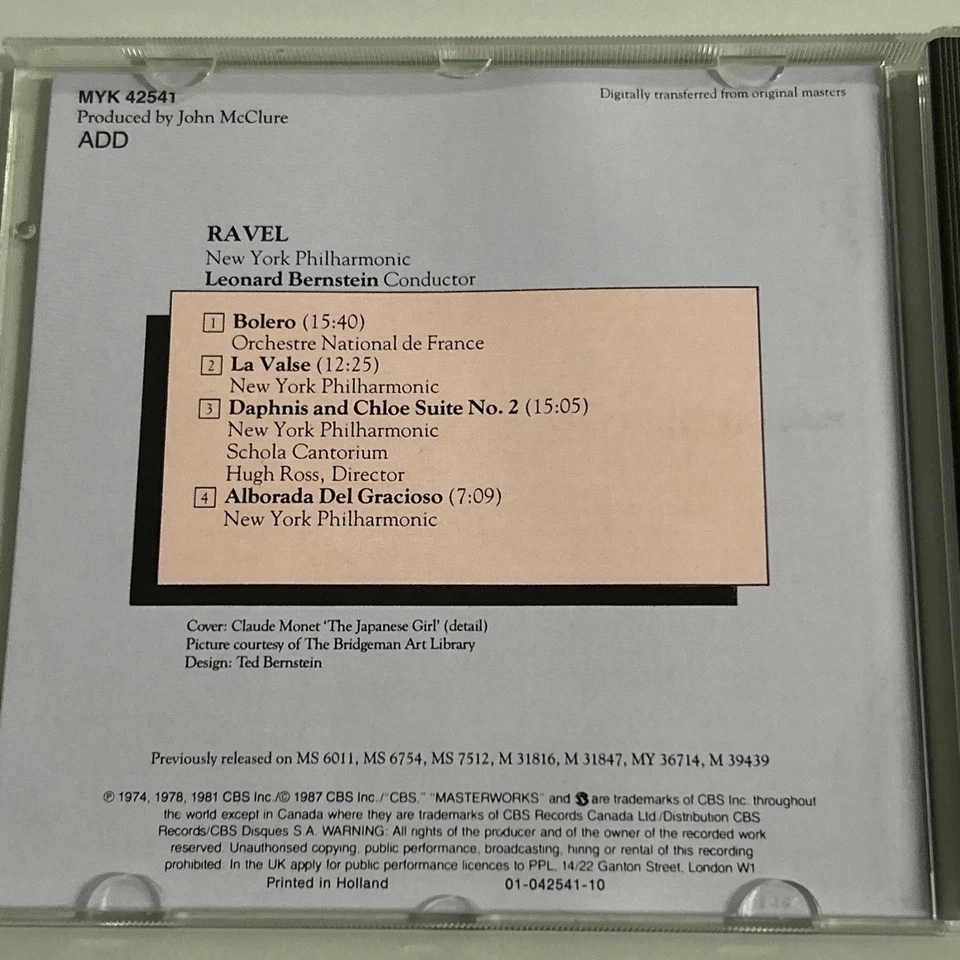 MYK 42541
Digitally transferred from original masters
Produced by John McClure
ADD
RAVEL
New York Philharmonic
Leonard Bernstein Conductor
1 Bolero (15:40)
Orchestre National de France
2 La Valse (12:25)
New York Philharmonic
3 Daphnis and Chloe Suite No. 2 (15:05)
New York Philharmonic
Schola Cantorium
Hugh Ross, Director
4 Alborada Del Gracioso (7:09)
New York Philharmonic
Cover: Claude Monet ‘The Japanese Girl’ (detail)
Picture courtesy of The Bridgeman Art Library
Design: Ted Bernstein
Previously released on MS 6011, MS 6754, MS 7512, M 31816, M 31847, MY 36714, M 39439
℗ 1974, 1978, 1981 CBS Inc./© 1987 CBS Inc./“CBS,” “MASTERWORKS” and are trademarks of CBS Inc. throughout
the world except in Canada where they are trademarks of CBS Records Canada Ltd./Distribution CBS
Records/CBS Disques S.A. WARNING: All rights of the producer and of the owner of the recorded work
reserved. Unauthorised copying, public performance, broadcasting, hiring or rental of this recording
prohibited. In the UK apply for public performance licences to PPL, 14/22 Ganton Street, London W1
Printed in Holland 01-042541-10